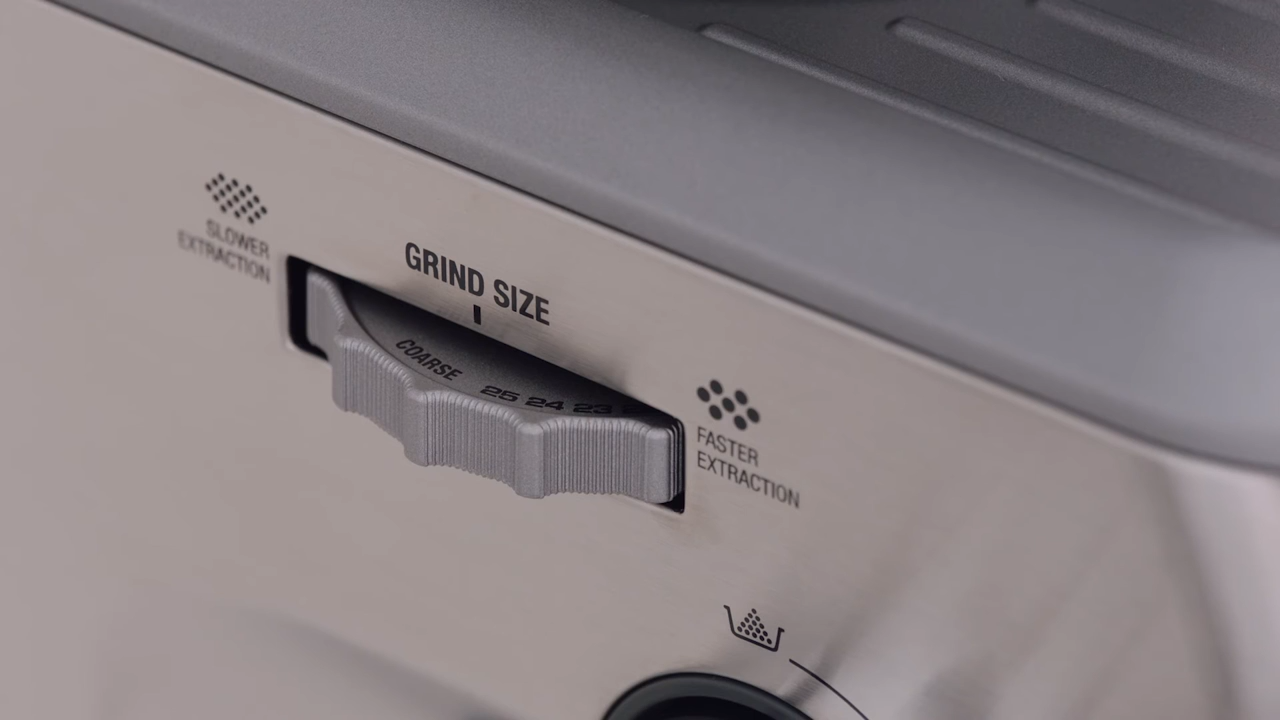 SLOWER
EXTRACTION
GRIND SIZE
COARSE 25 24 23
FASTER
EXTRACTION